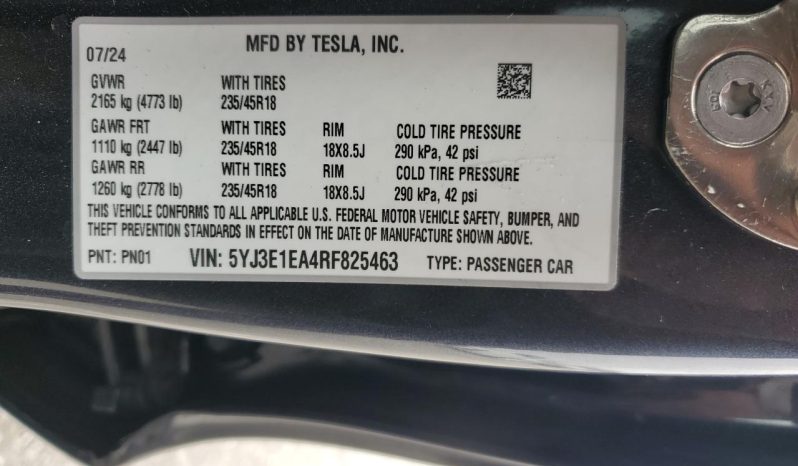 07/24 MFD BY TESLA, INC.
GVWR WITH TIRES
2165 kg (4773 lb) 235/45R18
GAWR FRT WITH TIRES RIM COLD TIRE PRESSURE
1110 kg (2447 lb) 235/45R18 18X8.5J 290 kPa, 42 psi
GAWR RR WITH TIRES RIM COLD TIRE PRESSURE
1260 kg (2778 lb) 235/45R18 18X8.5J 290 kPa, 42 psi
THIS VEHICLE CONFORMS TO ALL APPLICABLE U.S. FEDERAL MOTOR VEHICLE SAFETY, BUMPER, AND
THEFT PREVENTION STANDARDS IN EFFECT ON THE DATE OF MANUFACTURE SHOWN ABOVE.
PNT: PN01 VIN: 5YJ3E1EA4RF825463 TYPE: PASSENGER CAR